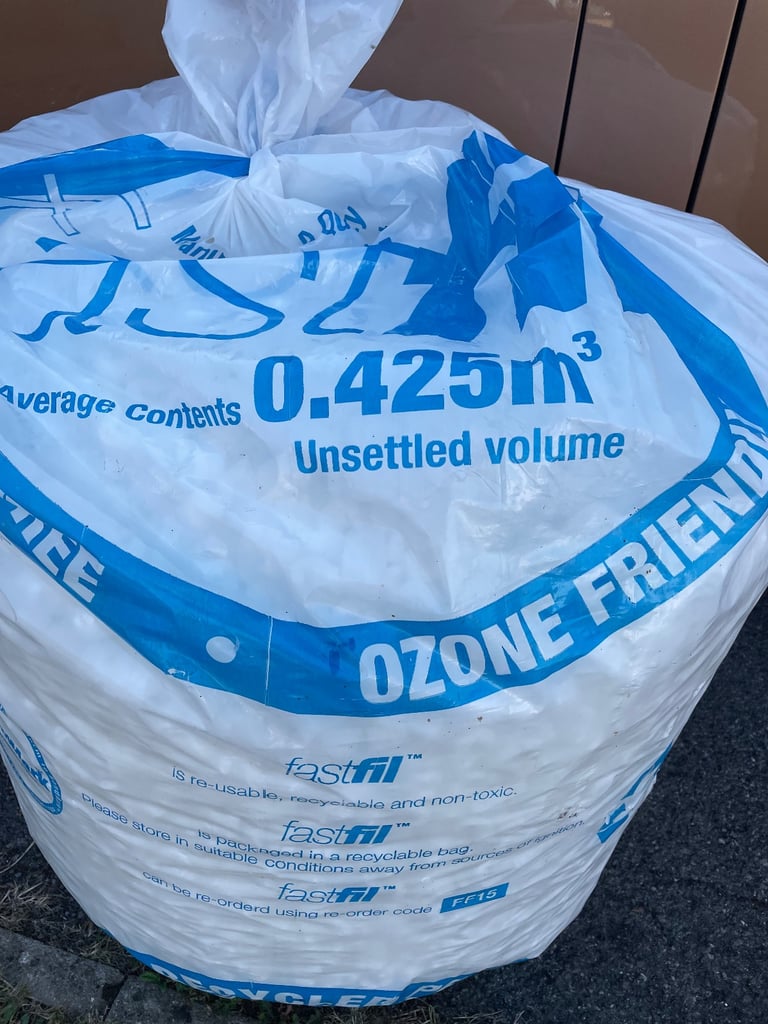 Average Contents 0.425m³
Unsettled volume
OZONE FRIENDLY
fastfil™
is re-usable, recyclable and non-toxic.
fastfil™
is packaged in a recyclable bag.
Please store in suitable conditions away from sources of ignition.
fastfil™
can be re-orderd using re-order code FF15
RECYCLED